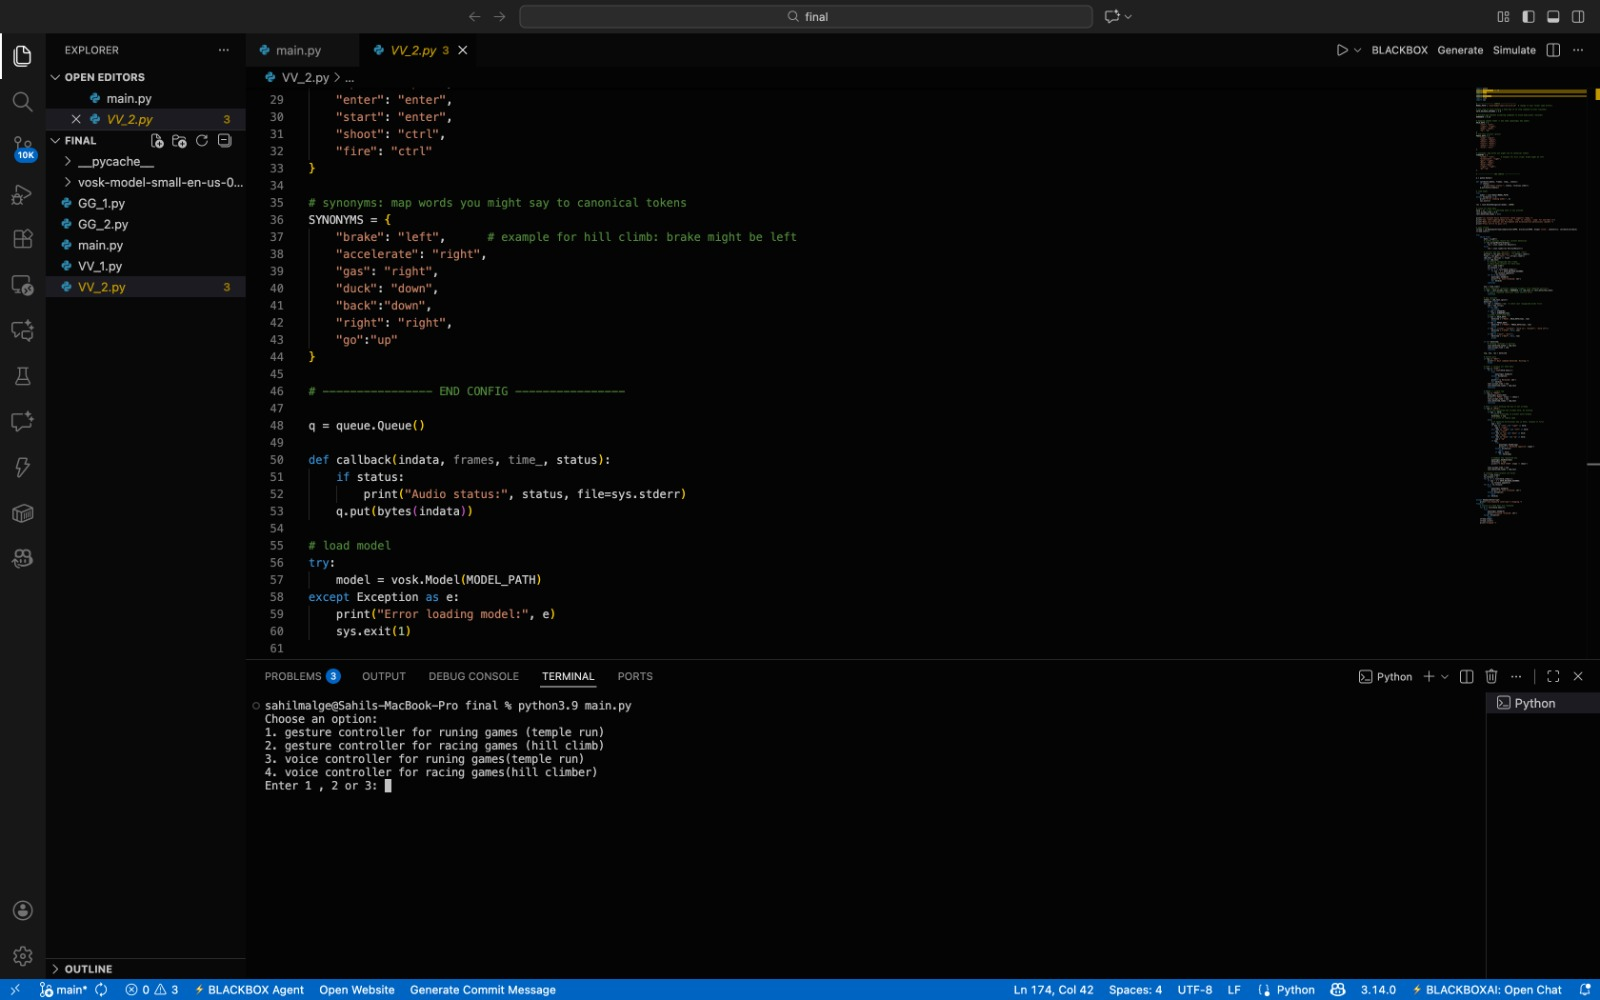 final
EXPLORER
OPEN EDITORS
main.py
VV_2.py 3
FINAL
__pycache__
vosk-model-small-en-us-0...
GG_1.py
GG_2.py
main.py
VV_1.py
VV_2.py 3
10K
OUTLINE
main.py
VV_2.py 3
BLACKBOX Generate Simulate
VV_2.py > ...
29 "enter": "enter",
30 "start": "enter",
31 "shoot": "ctrl",
32 "fire": "ctrl"
33 }
34
35 # synonyms: map words you might say to canonical tokens
36 SYNONYMS = {
37 "brake": "left", # example for hill climb: brake might be left
38 "accelerate": "right",
39 "gas": "right",
40 "duck": "down",
41 "back":"down",
42 "right": "right",
43 "go":"up"
44 }
45
46 # ---------------- END CONFIG ----------------
47
48 q = queue.Queue()
49
50 def callback(indata, frames, time_, status):
51 if status:
52 print("Audio status:", status, file=sys.stderr)
53 q.put(bytes(indata))
54
55 # load model
56 try:
57 model = vosk.Model(MODEL_PATH)
58 except Exception as e:
59 print("Error loading model:", e)
60 sys.exit(1)
61
PROBLEMS 3 OUTPUT DEBUG CONSOLE TERMINAL PORTS
Python
Python
sahilmalge@Sahils-MacBook-Pro final % python3.9 main.py
Choose an option:
1. gesture controller for runing games (temple run)
2. gesture controller for racing games (hill climb)
3. voice controller for runing games(temple run)
4. voice controller for racing games(hill climber)
Enter 1 , 2 or 3:
main* 0 3 BLACKBOX Agent Open Website Generate Commit Message Ln 174, Col 42 Spaces: 4 UTF-8 LF Python 3.14.0 BLACKBOXAI: Open Chat